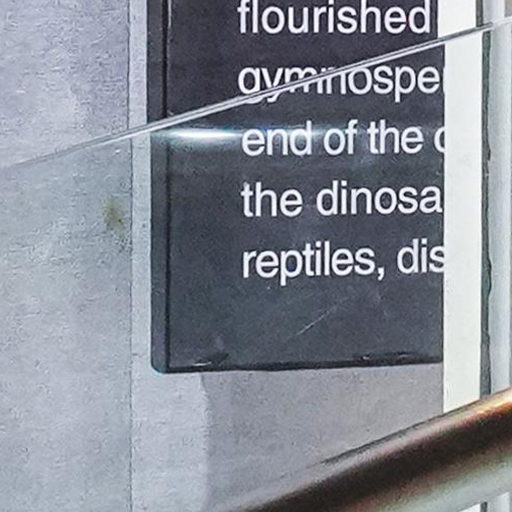 flourished
gymnospe
end of the
the dinosa
reptiles, dis